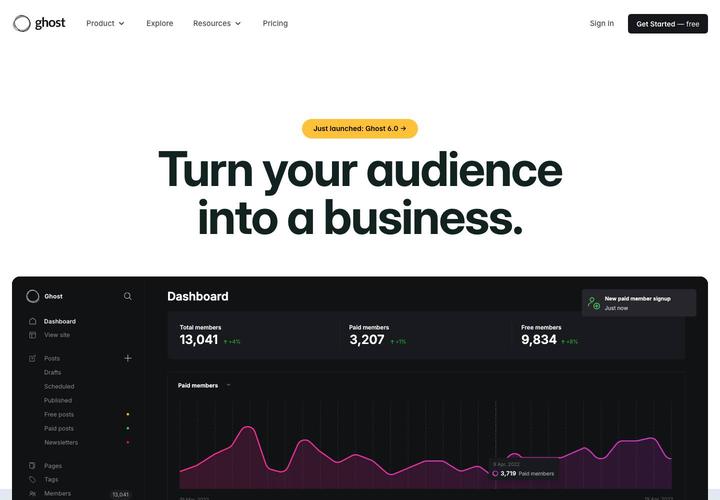 ghost
Product
Explore
Resources
Pricing
Sign in
Get Started — free
Just launched: Ghost 6.0 →
Turn your audience
into a business.
Ghost
Dashboard
View site
Posts
Drafts
Scheduled
Published
Free posts
Paid posts
Newsletters
Pages
Tags
Members 13,041
Dashboard
New paid member signup
Just now
Total members
13,041 ↑ +4%
Paid members
3,207 ↑ +1%
Free members
9,834 ↑ +8%
Paid members
9 Apr, 2022
3,719 Paid members